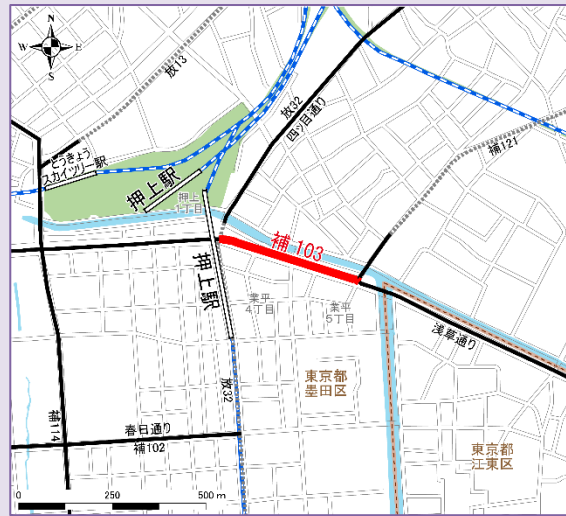 N
W E
S
放13
放32
四ツ目通り
補121
とうきょう
スカイツリー駅
押上駅
押上
1丁目
補 103
押上駅
業平
4丁目
業平
5丁目
浅草通り
東京都
墨田区
放32
春日通り
補102
補114
東京都
江東区
0 250 500 m